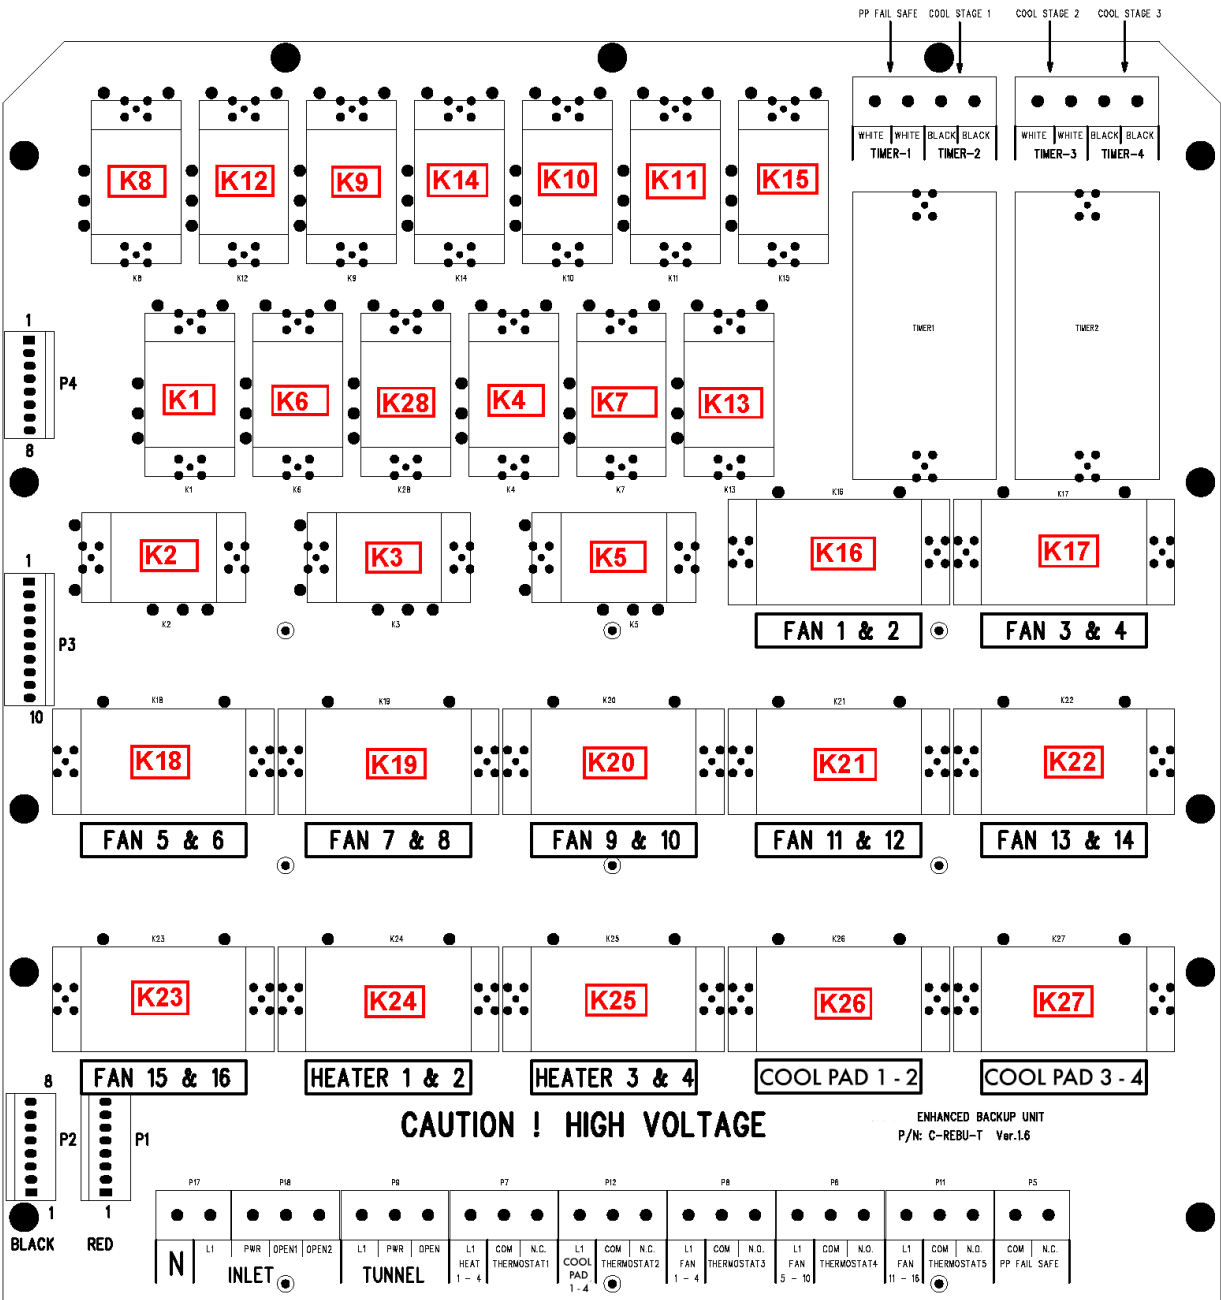 PP FAIL SAFE COOL STAGE 1 COOL STAGE 2 COOL STAGE 3
WHITE WHITE BLACK BLACK WHITE WHITE BLACK BLACK
TIMER-1 TIMER-2 TIMER-3 TIMER-4
K8 K12 K9 K14 K10 K11 K15
K8 K12 K9 K14 K10 K11 K15
1
TIMER1 TIMER2
P4
K1 K6 K28 K4 K7 K13
8
K1 K6 K28 K4 K7 K13
K16 K17
K2 K3 K5 K16 K17
1
K2 K3 K5
FAN 1 & 2 FAN 3 & 4
P3
10
K18 K19 K20 K21 K22
K18 K19 K20 K21 K22
FAN 5 & 6 FAN 7 & 8 FAN 9 & 10 FAN 11 & 12 FAN 13 & 14
K23 K24 K25 K26 K27
K23 K24 K25 K26 K27
FAN 15 & 16 HEATER 1 & 2 HEATER 3 & 4 COOL PAD 1 - 2 COOL PAD 3 - 4
8
CAUTION ! HIGH VOLTAGE
ENHANCED BACKUP UNIT
P/N: C-REBU-T Ver.1.6
P2 P1
1 1
BLACK RED
P17 P18 P9 P7 P12 P8 P6 P11 P5
L1 PWR OPEN1 OPEN2 L1 PWR OPEN L1 COM N.C. L1 COM N.C. L1 COM N.O. L1 COM N.O. L1 COM N.O. COM N.C.
N INLET TUNNEL HEAT THERMOSTAT1 COOL THERMOSTAT2 FAN THERMOSTAT3 FAN THERMOSTAT4 FAN THERMOSTAT5 PP FAIL SAFE
1 - 4 PAD 1 - 4 5 - 10 11 - 16
1 - 4